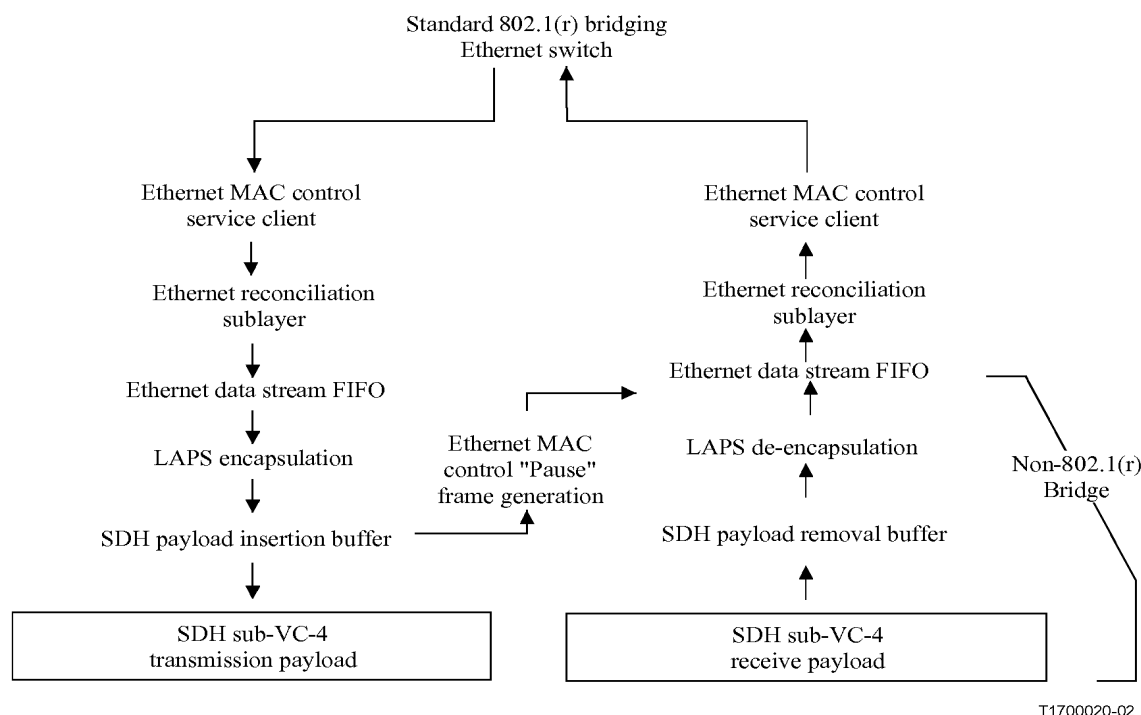 Standard 802.1(r) bridging
Ethernet switch
Ethernet MAC control
service client
Ethernet reconciliation
sublayer
Ethernet data stream FIFO
LAPS encapsulation
SDH payload insertion buffer
SDH sub-VC-4
transmission payload
Ethernet MAC
control "Pause"
frame generation
Ethernet MAC control
service client
Ethernet reconciliation
sublayer
Ethernet data stream FIFO
LAPS de-encapsulation
SDH payload removal buffer
SDH sub-VC-4
receive payload
Non-802.1(r)
Bridge
T1700020-02